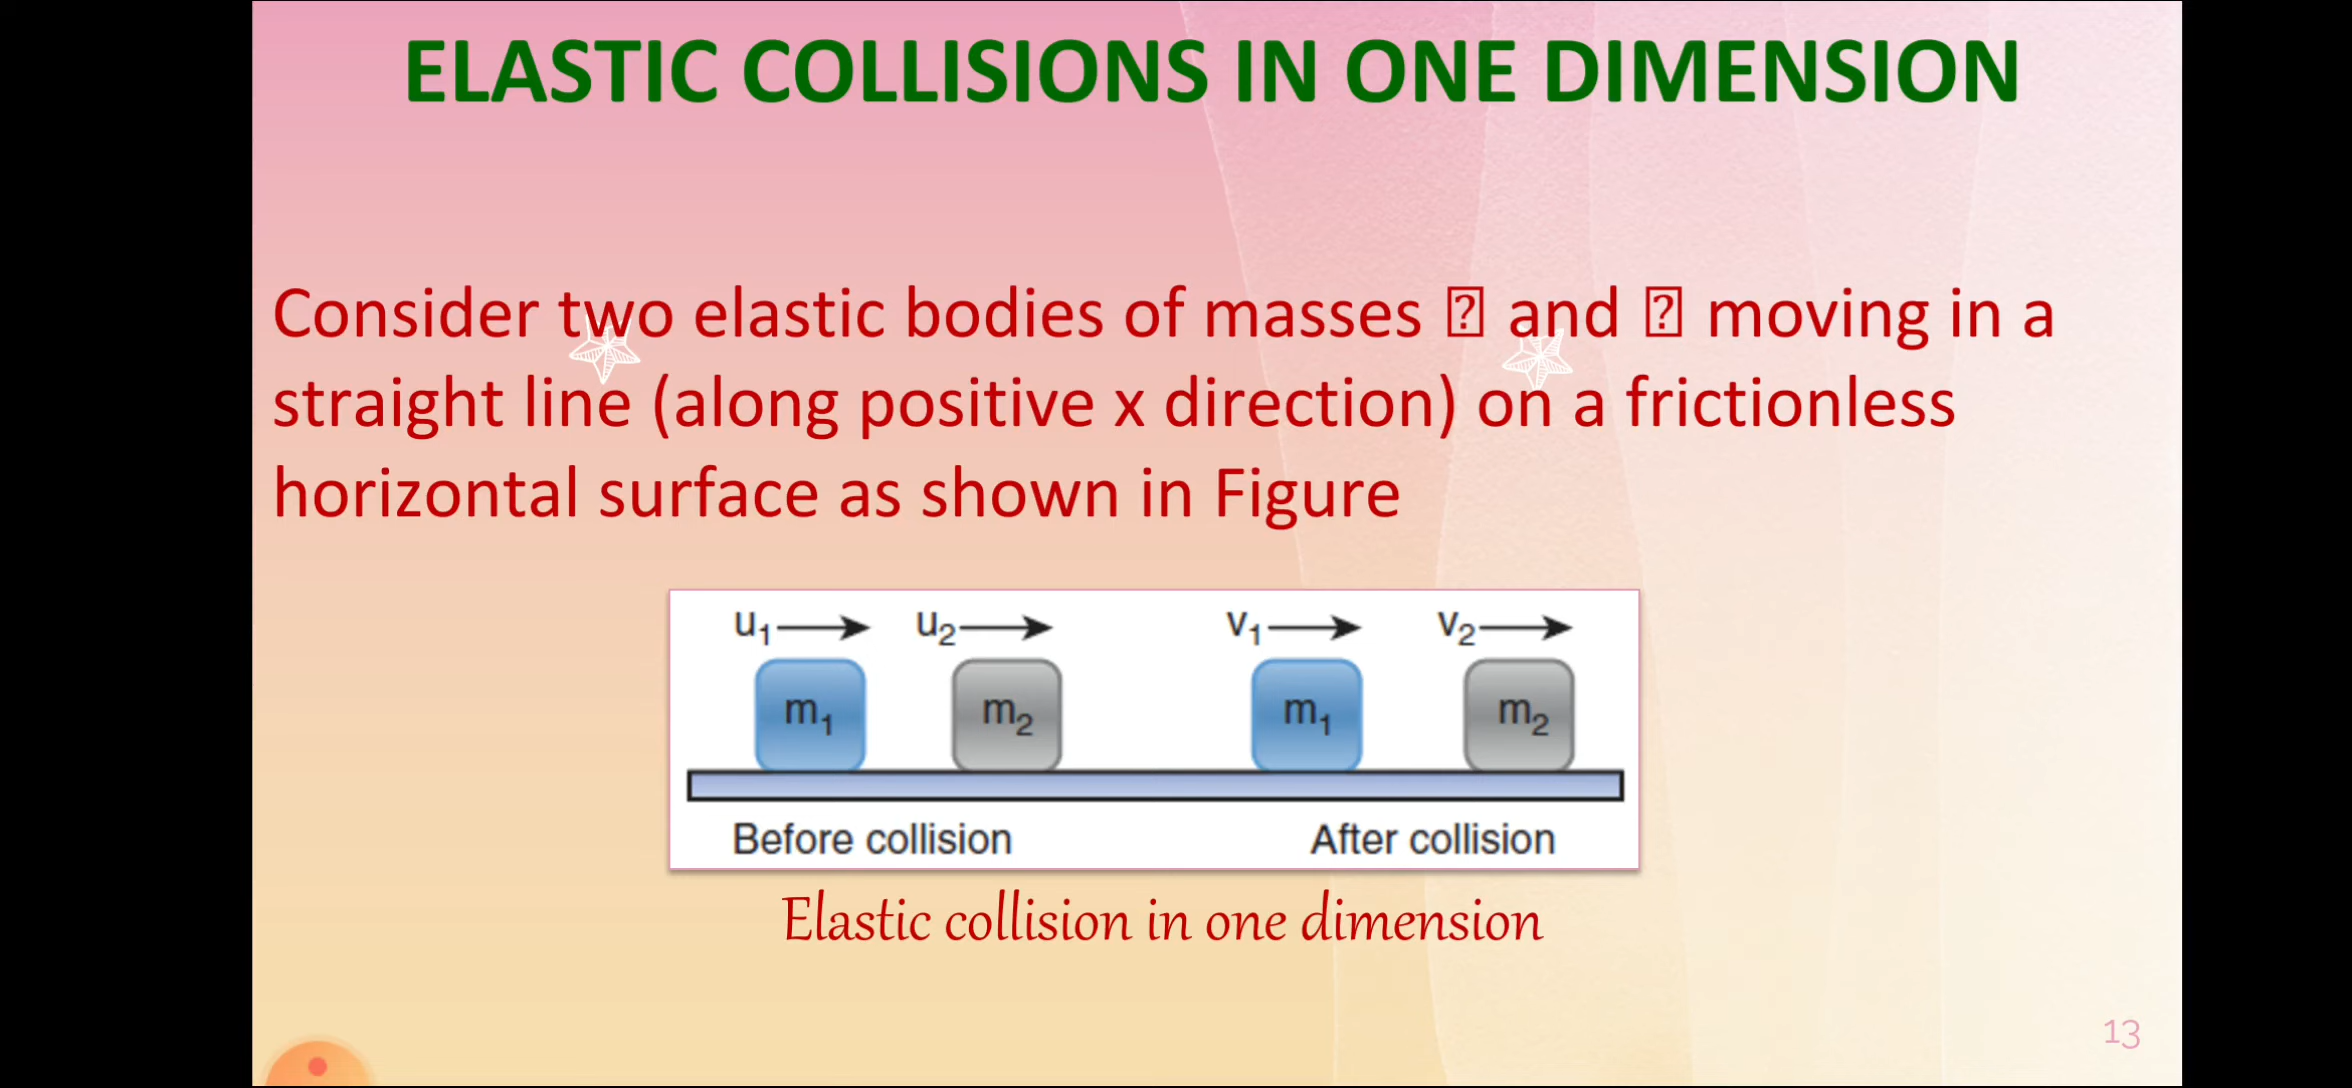 ELASTIC COLLISIONS IN ONE DIMENSION
Consider two elastic bodies of masses ⍰ and ⍰ moving in a
straight line (along positive x direction) on a frictionless
horizontal surface as shown in Figure
u₁ u₂ v₁ v₂
m₁ m₂ m₁ m₂
Before collision After collision
Elastic collision in one dimension
13